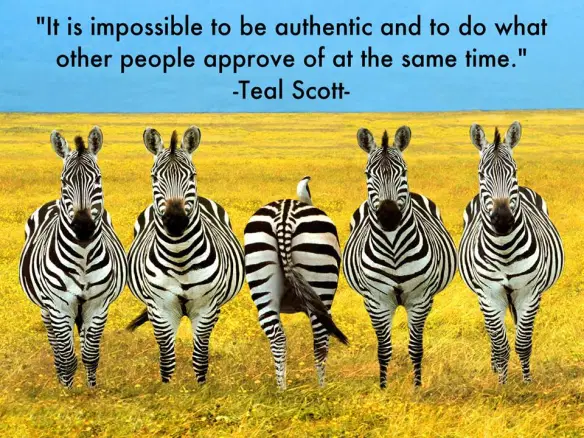 "It is impossible to be authentic and to do what
other people approve of at the same time."
-Teal Scott-